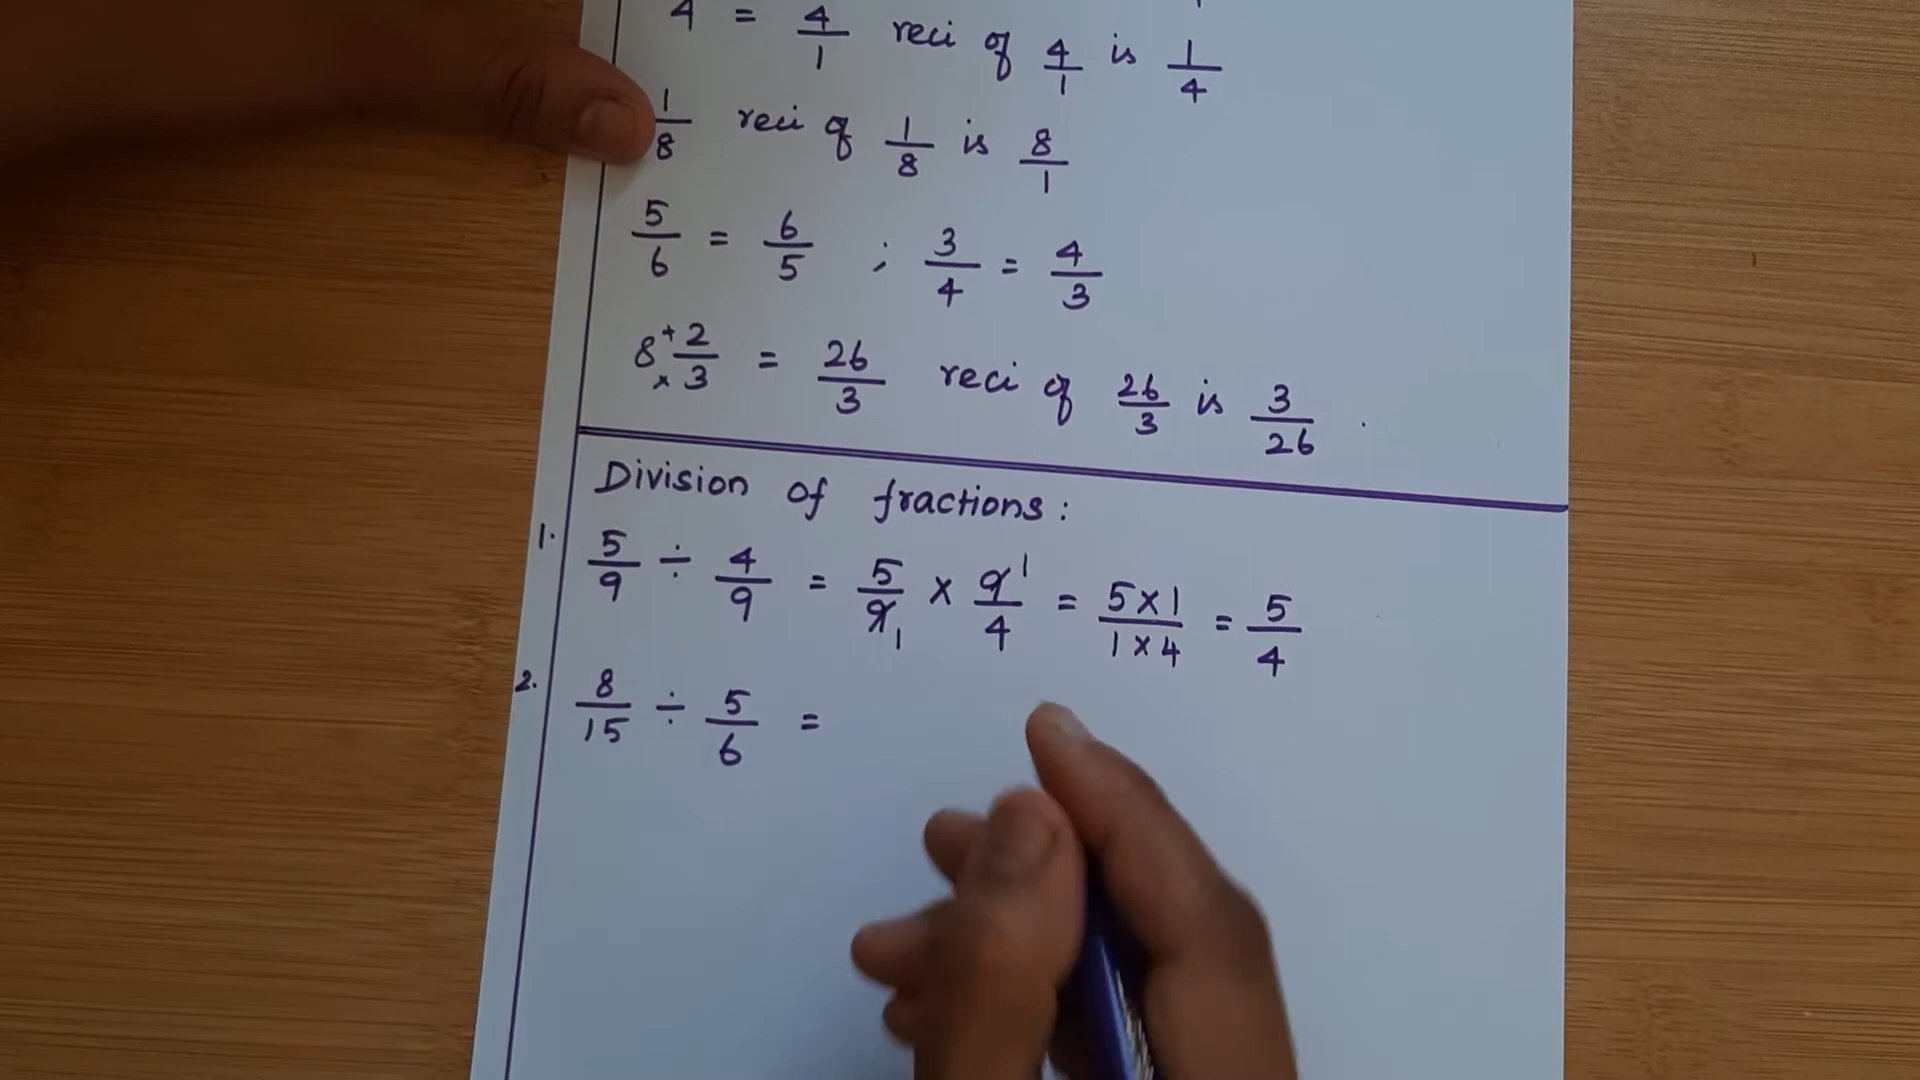 4 = 4/1 reci of 4/1 is 1/4
1/8 reci of 1/8 is 8/1
5/6 = 6/5 ; 3/4 = 4/3
8 + 2/3 × = 26/3 reci of 26/3 is 3/26
Division of fractions:
1. 5/9 ÷ 4/9 = 5/9 1 × 9 1/4 = 5×1/1×4 = 5/4
2. 8/15 ÷ 5/6 =